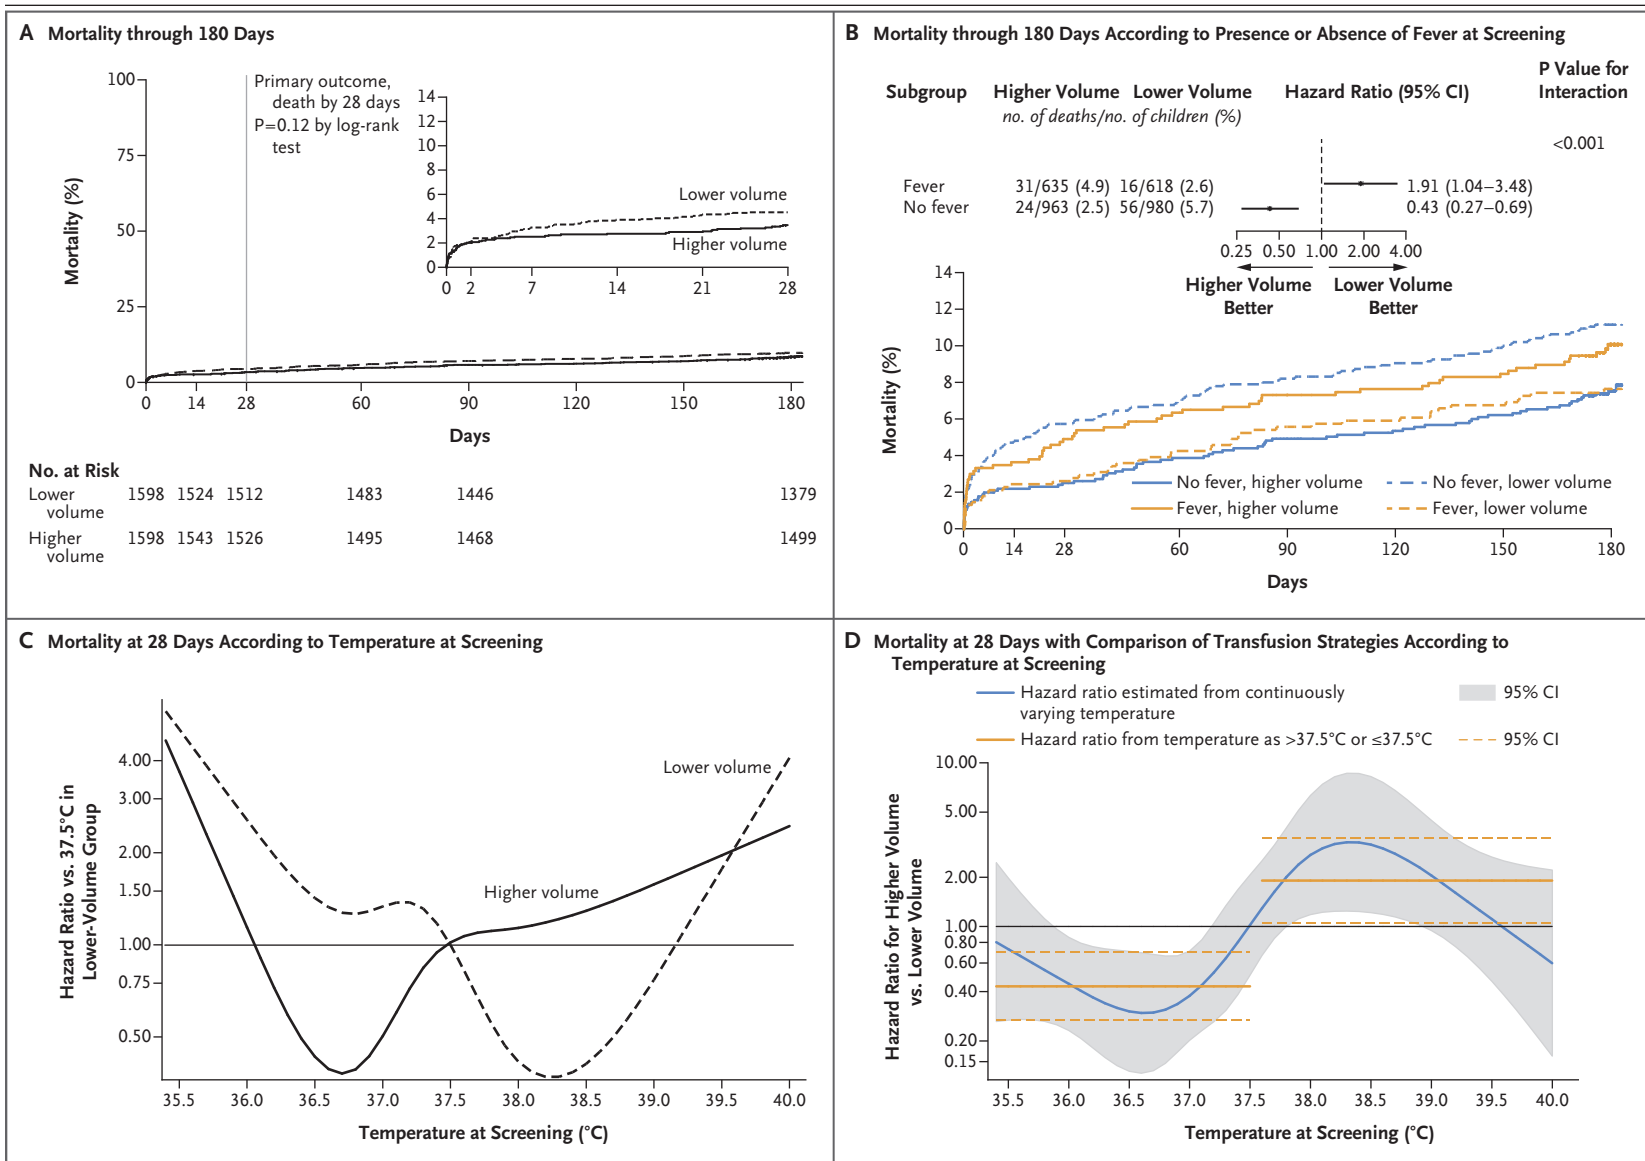 A Mortality through 180 Days
100
75
50
25
0
Mortality (%)
Primary outcome,
death by 28 days
P=0.12 by log-rank
test
14
12
10
8
6
4
2
0
Lower volume
Higher volume
0 2 7 14 21 28
0 14 28 60 90 120 150 180
Days
No. at Risk
Lower volume 1598 1524 1512 1483 1446 1379
Higher volume 1598 1543 1526 1495 1468 1499
B Mortality through 180 Days According to Presence or Absence of Fever at Screening
Subgroup Higher Volume Lower Volume Hazard Ratio (95% CI) P Value for Interaction
no. of deaths/no. of children (%)
<0.001
Fever 31/635 (4.9) 16/618 (2.6) 1.91 (1.04–3.48)
No fever 24/963 (2.5) 56/980 (5.7) 0.43 (0.27–0.69)
0.25 0.50 1.00 2.00 4.00
Higher Volume Better
Lower Volume Better
14
12
10
8
6
4
2
0
Mortality (%)
No fever, higher volume No fever, lower volume
Fever, higher volume Fever, lower volume
0 14 28 60 90 120 150 180
Days
C Mortality at 28 Days According to Temperature at Screening
Hazard Ratio vs. 37.5°C in
Lower-Volume Group
4.00
3.00
2.00
1.50
1.00
0.75
0.50
Lower volume
Higher volume
35.5 36.0 36.5 37.0 37.5 38.0 38.5 39.0 39.5 40.0
Temperature at Screening (°C)
D Mortality at 28 Days with Comparison of Transfusion Strategies According to
Temperature at Screening
Hazard ratio estimated from continuously
varying temperature
95% CI
Hazard ratio from temperature as >37.5°C or ≤37.5°C
95% CI
Hazard Ratio for Higher Volume
vs. Lower Volume
10.00
5.00
2.00
1.00
0.80
0.60
0.40
0.20
0.15
35.5 36.0 36.5 37.0 37.5 38.0 38.5 39.0 39.5 40.0
Temperature at Screening (°C)